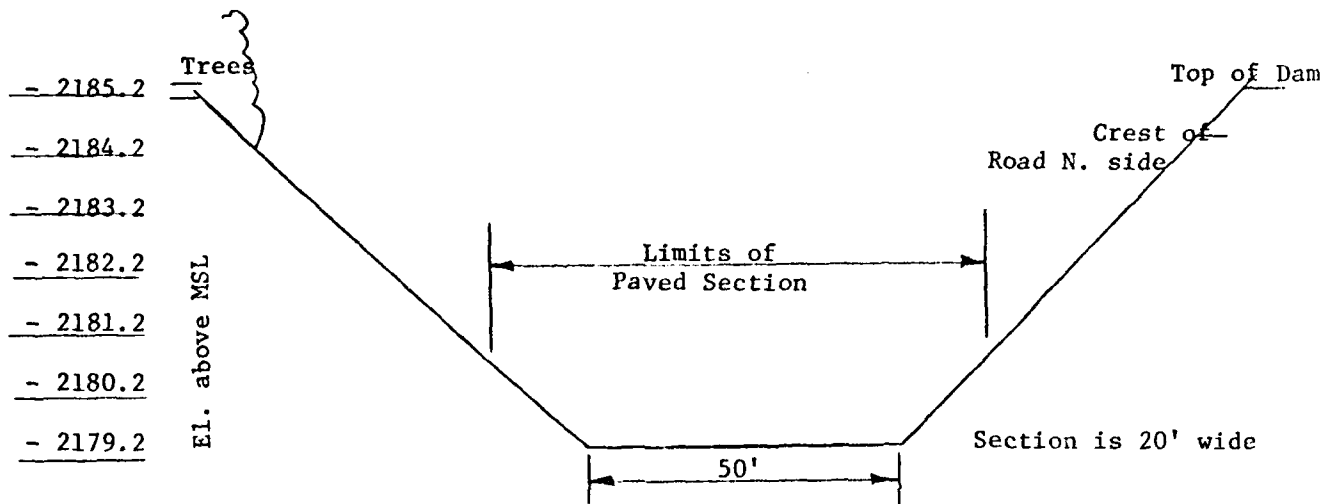 Trees
- 2185.2
- 2184.2
- 2183.2
- 2182.2
- 2181.2
- 2180.2
- 2179.2
El. above MSL
Top of Dam
Crest of
Road N. side
Limits of
Paved Section
Section is 20' wide
50'